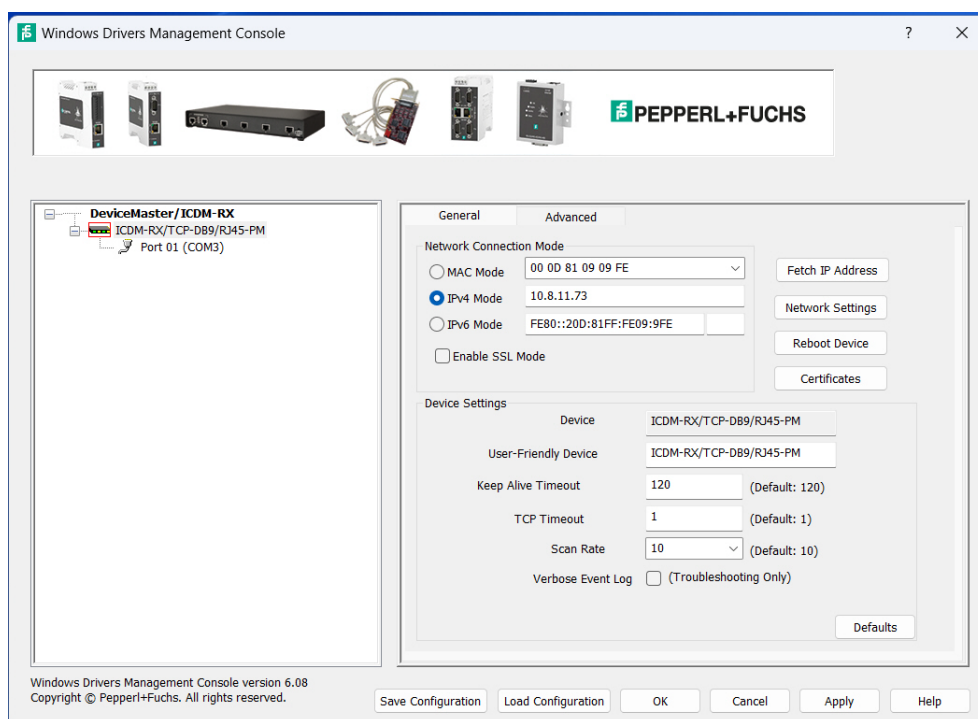 Windows Drivers Management Console
?
PEPPERL+FUCHS
DeviceMaster/ICDM-RX
ICDM-RX/TCP-DB9/RJ45-PM
Port 01 (COM3)
General
Advanced
Network Connection Mode
MAC Mode
00 0D 81 09 09 FE
Fetch IP Address
IPv4 Mode
10.8.11.73
Network Settings
IPv6 Mode
FE80::20D:81FF:FE09:9FE
Reboot Device
Enable SSL Mode
Certificates
Device Settings
Device
ICDM-RX/TCP-DB9/RJ45-PM
User-Friendly Device
ICDM-RX/TCP-DB9/RJ45-PM
Keep Alive Timeout
120
(Default: 120)
TCP Timeout
1
(Default: 1)
Scan Rate
10
(Default: 10)
Verbose Event Log
(Troubleshooting Only)
Defaults
Windows Drivers Management Console version 6.08
Copyright © Pepperl+Fuchs. All rights reserved.
Save Configuration
Load Configuration
OK
Cancel
Apply
Help